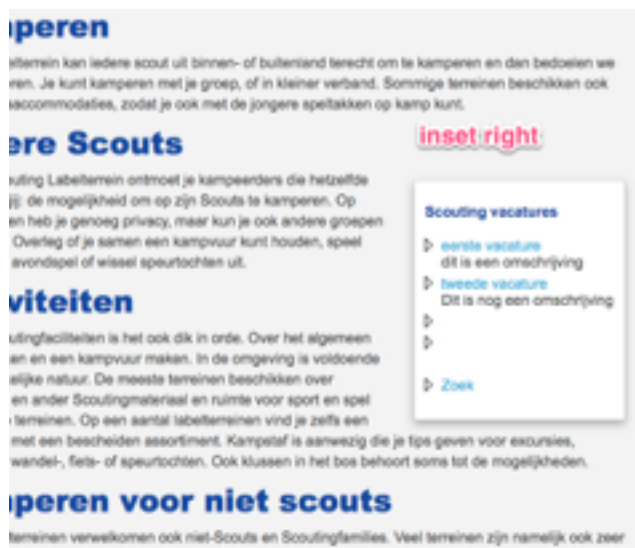 mperen
elterrein kan iedere scout uit binnen- of buitenland terecht om te kamperen en dan bedoelen we
ren. Je kunt kamperen met je groep, of in kleiner verband. Sommige terreinen beschikken ook
saccommodaties, zodat je ook met de jongere speltakken op kamp kunt.
ere Scouts
inset right
outing Labelterrein ontmoet je kampeerders die hetzelfde
jij: de mogelijkheid om op zijn Scouts te kamperen. Op
en heb je genoeg privacy, maar kun je ook andere groepen
Overleg of je samen een kampvuur kunt houden, speel
avondspel of wissel speurtochten uit.
Scouting vacatures
eerste vacature
dit is een omschrijving
tweede vacature
Dit is nog een omschrijving
Zoek
viteiten
utingfaciliteiten is het ook dik in orde. Over het algemeen
en en een kampvuur maken. In de omgeving is voldoende
elijke natuur. De meeste terreinen beschikken over
en ander Scoutingmateriaal en ruimte voor sport en spel
terreinen. Op een aantal labelterreinen vind je zelfs een
met een bescheiden assortiment. Kampstaf is aanwezig die je tips geven voor excursies,
wandel-, fiets- of speurtochten. Ook klussen in het bos behoort soms tot de mogelijkheden.
mperen voor niet scouts
terreinen verwelkomen ook niet-Scouts en Scoutingfamilies. Veel terreinen zijn namelijk ook zeer